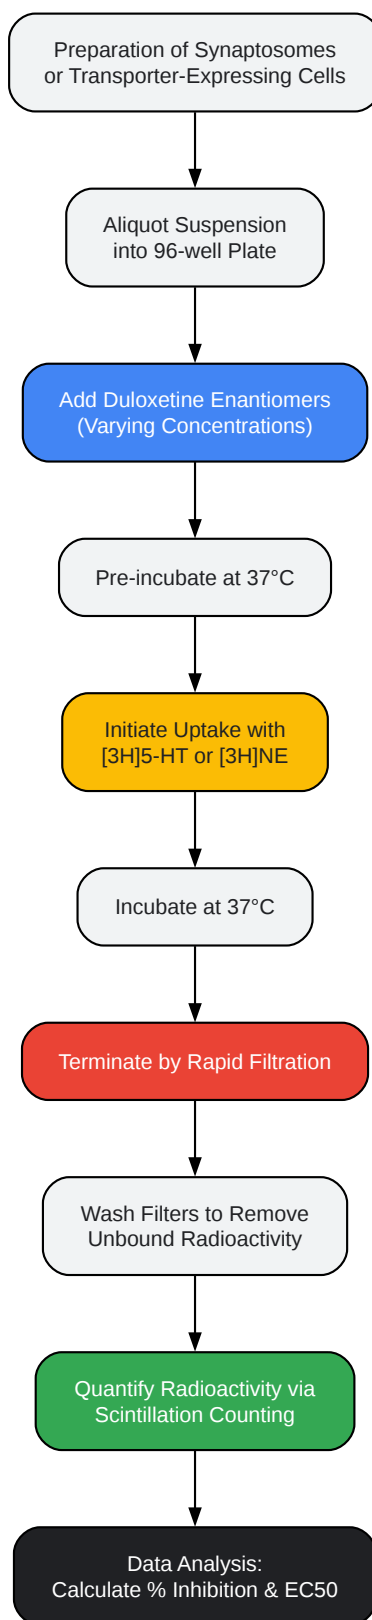 Preparation of Synaptosomes
or Transporter-Expressing Cells
Aliquot Suspension
into 96-well Plate
Add Duloxetine Enantiomers
(Varying Concentrations)
Pre-incubate at 37°C
Initiate Uptake with
[3H]5-HT or [3H]NE
Incubate at 37°C
Terminate by Rapid Filtration
Wash Filters to Remove
Unbound Radioactivity
Quantify Radioactivity via
Scintillation Counting
Data Analysis:
Calculate % Inhibition & EC50